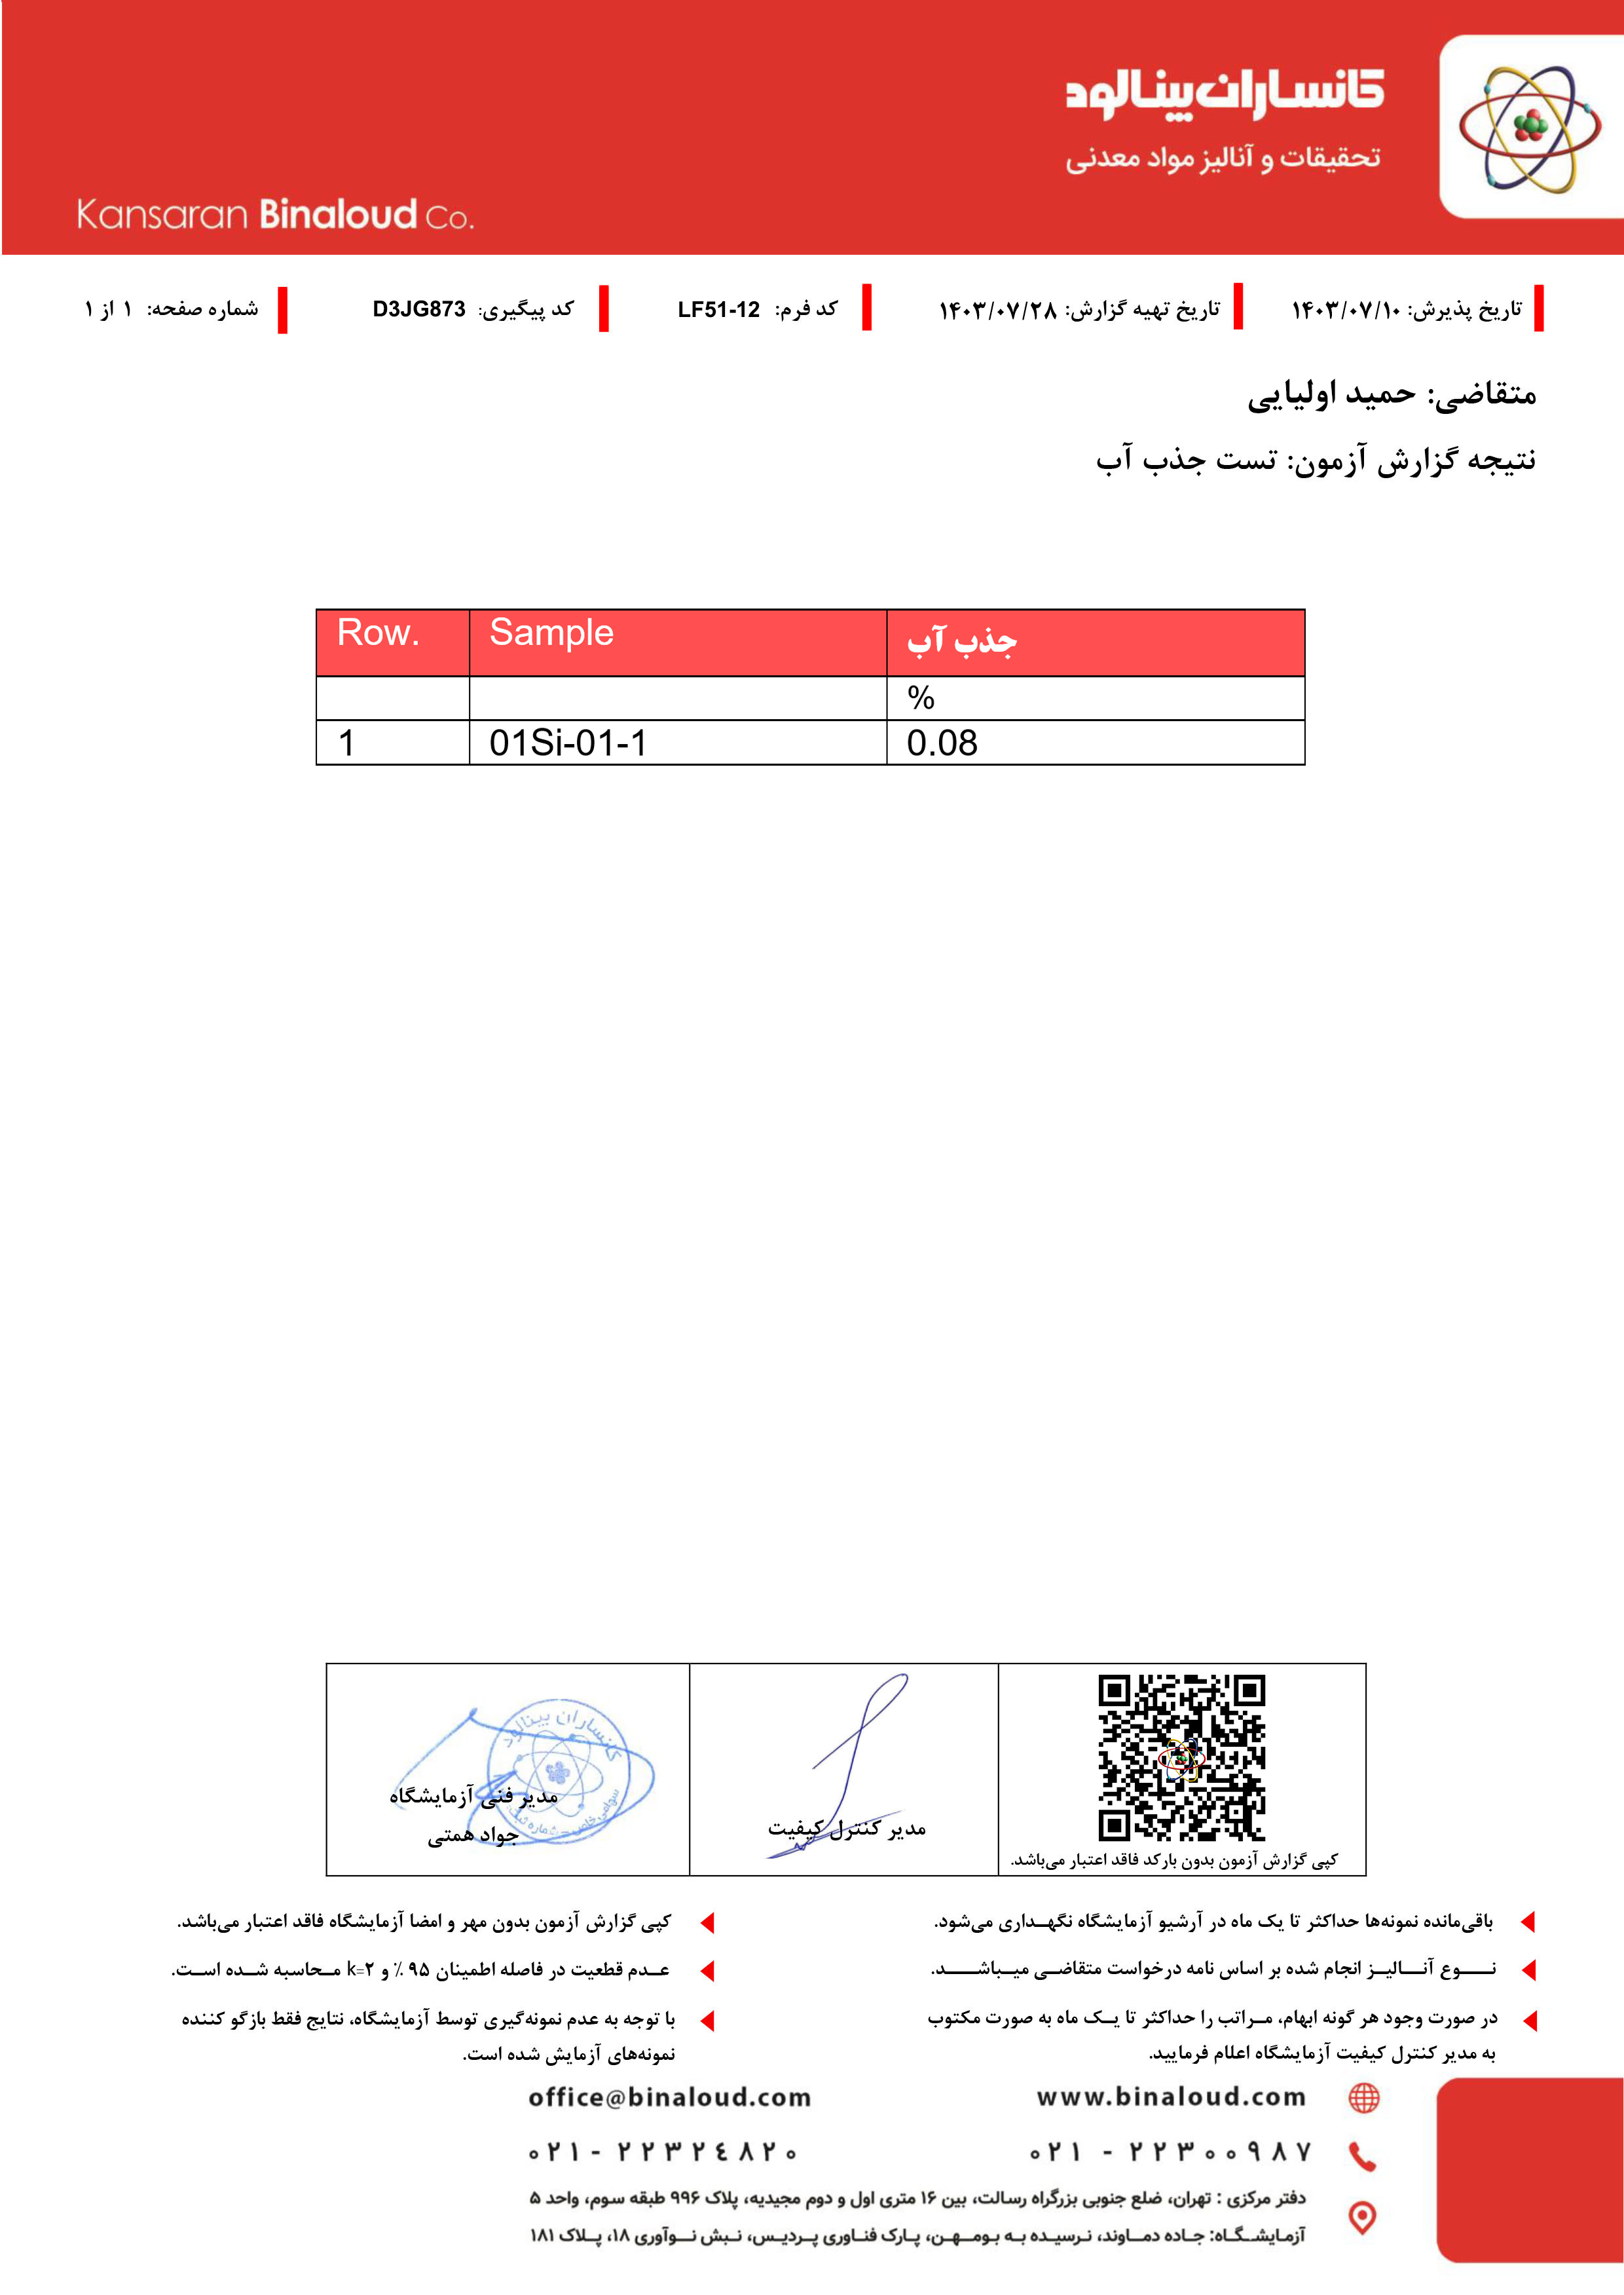 کانساران بینالود
تحقیقات و آنالیز مواد معدنی
Kansaran Binaloud Co.
تاریخ پذیرش: ۱۴۰۳/۰۷/۱۰
تاریخ تهیه گزارش: ۱۴۰۳/۰۷/۲۸
کد فرم: LF51-12
کد پیگیری: D3JG873
شماره صفحه: ۱ از ۱
متقاضی: حمید اولیایی
نتیجه گزارش آزمون: تست جذب آب
Row. Sample جذب آب
%
1 01Si-01-1 0.08
کپی گزارش آزمون بدون بارکد فاقد اعتبار می‌باشد.
مدیر کنترل کیفیت
کانساران بینالود
مدیر فنی آزمایشگاه
جواد همتی
باقی‌مانده نمونه‌ها حداکثر تا یک ماه در آرشیو آزمایشگاه نگهداری می‌شود.
نوع آنالیز انجام شده بر اساس نامه درخواست متقاضی میباشد.
در صورت وجود هر گونه ابهام، مراتب را حداکثر تا یک ماه به صورت مکتوب
به مدیر کنترل کیفیت آزمایشگاه اعلام فرمایید.
کپی گزارش آزمون بدون مهر و امضا آزمایشگاه فاقد اعتبار می‌باشد.
عدم قطعیت در فاصله اطمینان ۹۵ ٪ و k=۲ محاسبه شده است.
با توجه به عدم نمونه‌گیری توسط آزمایشگاه، نتایج فقط بازگو کننده
نمونه‌های آزمایش شده است.
www.binaloud.com
office@binaloud.com
۰۲۱ - ۲۲۳۰۰۹۸۷
۰۲۱ - ۲۲۳۲٤۸۲۰
دفتر مرکزی : تهران، ضلع جنوبی بزرگراه رسالت، بین ۱۶ متری اول و دوم مجیدیه، پلاک ۹۹۶ طبقه سوم، واحد ۵
آزمایشگاه: جاده دماوند، نرسیده به بومهن، پارک فناوری پردیس، نبش نوآوری ۱۸، پلاک ۱۸۱